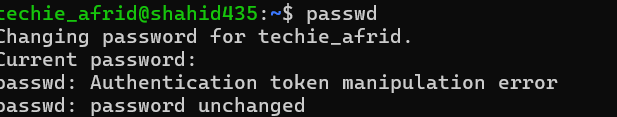 techie_afrid@shahid435:~$ passwd
Changing password for techie_afrid.
Current password:
passwd: Authentication token manipulation error
passwd: password unchanged